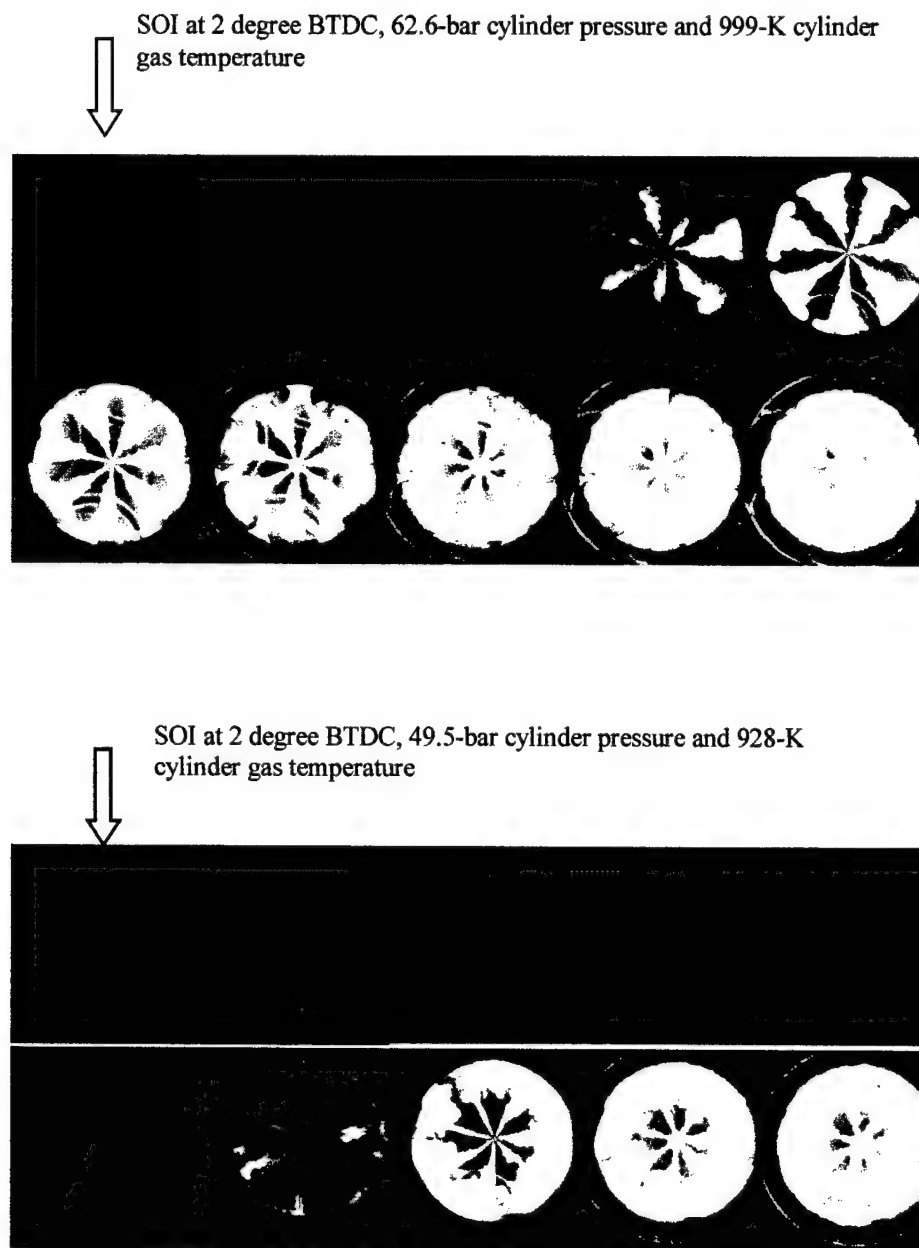 SOI at 2 degree BTDC, 62.6-bar cylinder pressure and 999-K cylinder
gas temperature
SOI at 2 degree BTDC, 49.5-bar cylinder pressure and 928-K
cylinder gas temperature